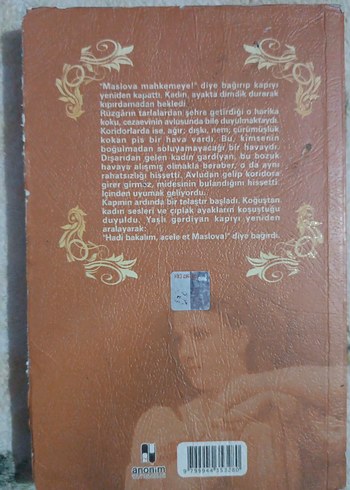 "Maslova mahkemeye!" diye bağırıp kapıyı
yeniden kapattı. Kadın, ayakta dimdik durarak
kıpırdamadan bekledi
Rüzgârın tarlalardan şehre getirdiği o harika
koku, cezaevinin avlusunda bile duyulmaktaydı.
Koridorlarda ise, ağır; dışkı, nem, çürümüşlük
kokan pis bir hava vardı. Bu, kimsenin
boğulmadan soluyamayacağı bir havaydı.
Dışarıdan gelen kadın gardiyan, bu bozuk
havaya alışmış olmakla beraber, o da aynı
rahatsızlığı hissetti. Avludan gelip koridora
girer girmez, midesinin bulandığını hissetti.
İçinden uyumak geliyordu.
Kapının ardında bir telaştır başladı. Koğuştan
kadın sesleri ve çıplak ayakların koşuştuğu
duyuldu. Yaşlı gardiyan kapıyı yeniden
aralayarak:
"Hadi bakalım, acele et Maslova!" diye bağırdı.
anonim